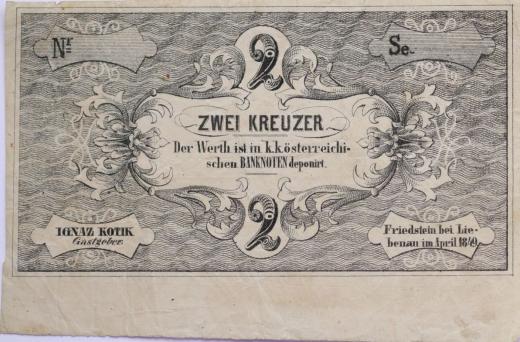 Nr.
Se.
2
ZWEI KREUZER
Der Werth ist in k.k.österreichi-
schen BANKNOTEN deponirt.
2
IGNAZ KOTIK
Gastgeber.
Friedstein bei Lie-
benau im April 1849.